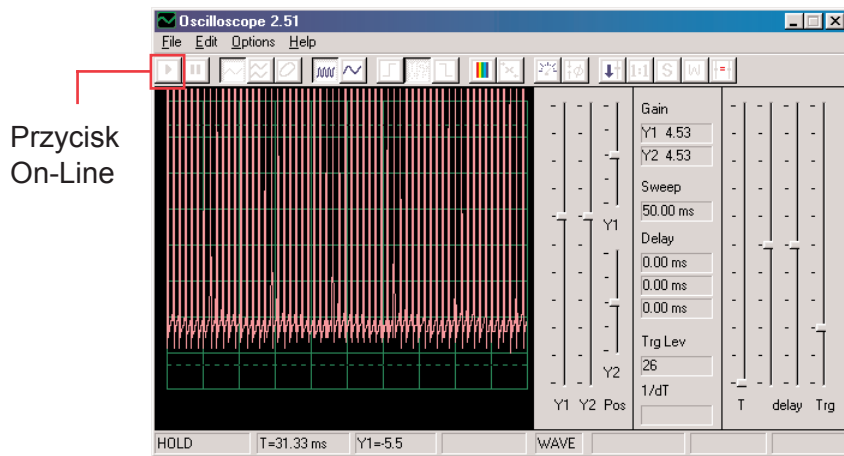 Oscilloscope 2.51
File Edit Options Help
1:1 S W
Przycisk
On-Line
Gain
Y1 4.53
Y2 4.53
Sweep
50.00 ms
Delay
0.00 ms
0.00 ms
0.00 ms
Trg Lev
26
1/dT
Y1
Y2
Y1 Y2 Pos
T delay Trg
HOLD T=31.33 ms Y1=-5.5 WAVE